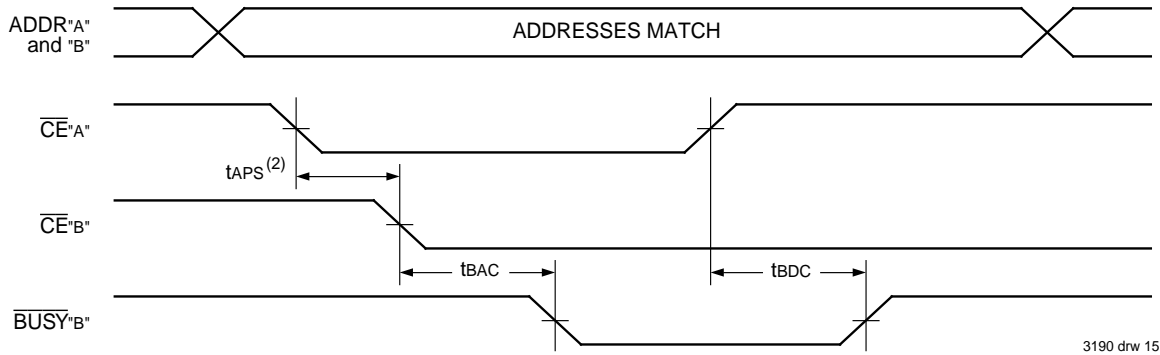 ADDR"A"
and "B"
ADDRESSES MATCH
CE"A"
tAPS(2)
CE"B"
tBAC
tBDC
BUSY"B"
3190 drw 15